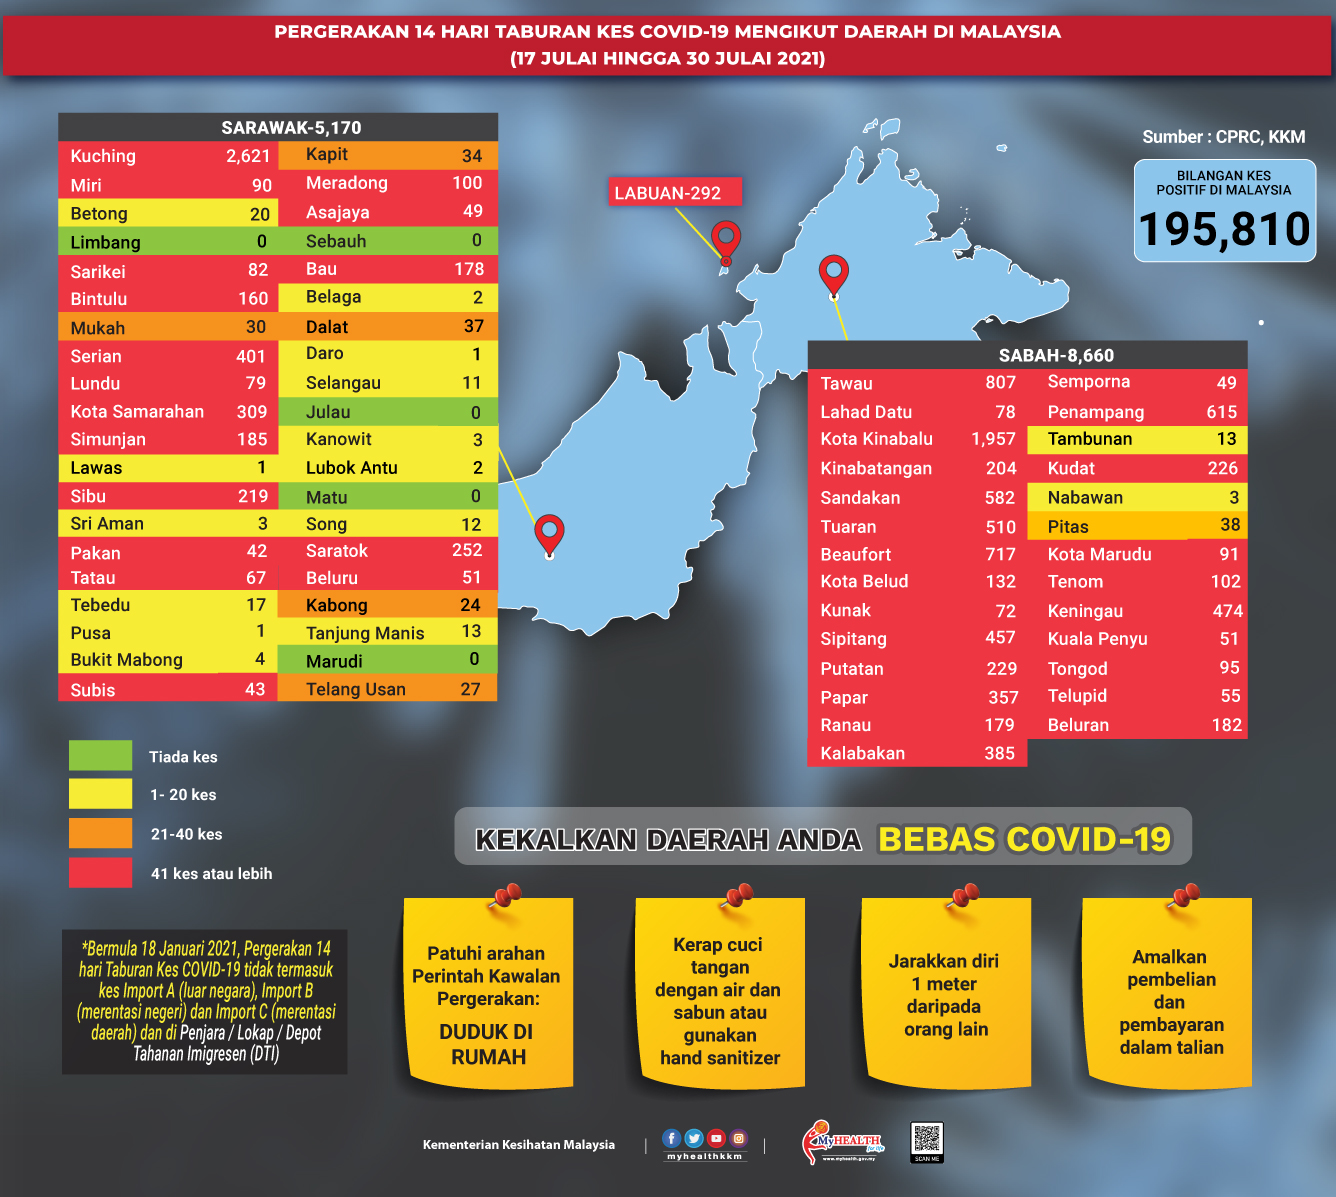 PERGERAKAN 14 HARI TABURAN KES COVID-19 MENGIKUT DAERAH DI MALAYSIA
(17 JULAI HINGGA 30 JULAI 2021)
Sumber : CPRC, KKM
BILANGAN KES
POSITIF DI MALAYSIA
195,810
LABUAN-292
SARAWAK-5,170
Kuching 2,621 Kapit 34
Miri 90 Meradong 100
Betong 20 Asajaya 49
Limbang 0 Sebauh 0
Sarikei 82 Bau 178
Bintulu 160 Belaga 2
Mukah 30 Dalat 37
Serian 401 Daro 1
Lundu 79 Selangau 11
Kota Samarahan 309 Julau 0
Simunjan 185 Kanowit 3
Lawas 1 Lubok Antu 2
Sibu 219 Matu 0
Sri Aman 3 Song 12
Pakan 42 Saratok 252
Tatau 67 Beluru 51
Tebedu 17 Kabong 24
Pusa 1 Tanjung Manis 13
Bukit Mabong 4 Marudi 0
Subis 43 Telang Usan 27
SABAH-8,660
Tawau 807 Semporna 49
Lahad Datu 78 Penampang 615
Kota Kinabalu 1,957 Tambunan 13
Kinabatangan 204 Kudat 226
Sandakan 582 Nabawan 3
Tuaran 510 Pitas 38
Beaufort 717 Kota Marudu 91
Kota Belud 132 Tenom 102
Kunak 72 Keningau 474
Sipitang 457 Kuala Penyu 51
Putatan 229 Tongod 95
Papar 357 Telupid 55
Ranau 179 Beluran 182
Kalabakan 385
Tiada kes
1- 20 kes
21-40 kes
41 kes atau lebih
KEKALKAN DAERAH ANDA BEBAS COVID-19
*Bermula 18 Januari 2021, Pergerakan 14
hari Taburan Kes COVID-19 tidak termasuk
kes Import A (luar negara), Import B
(merentasi negeri) dan Import C (merentasi
daerah) dan di Penjara / Lokap / Depot
Tahanan Imigresen (DTI)
Patuhi arahan
Perintah Kawalan
Pergerakan:
DUDUK DI
RUMAH
Kerap cuci
tangan
dengan air dan
sabun atau
gunakan
hand sanitizer
Jarakkan diri
1 meter
daripada
orang lain
Amalkan
pembelian
dan
pembayaran
dalam talian
Kementerian Kesihatan Malaysia
myhealthkkm
MyHEALTH
for life
www.myhealth.gov.my
SCAN ME